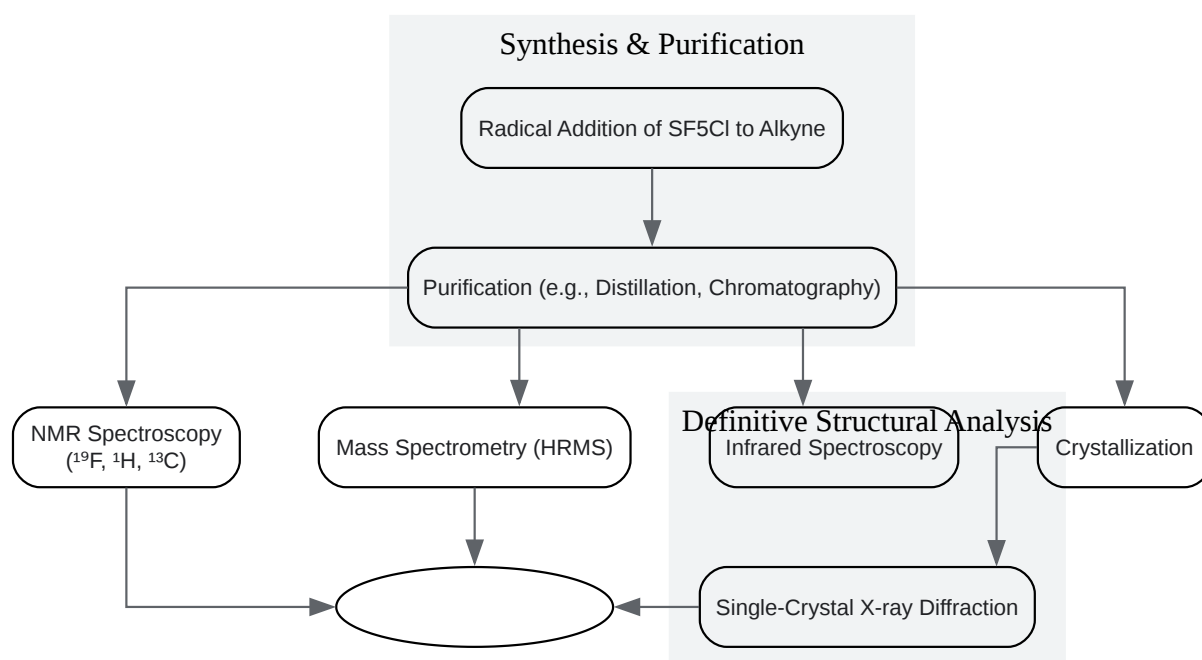 Synthesis & Purification
Radical Addition of SF5Cl to Alkyne
Purification (e.g., Distillation, Chromatography)
Definitive Structural Analysis
NMR Spectroscopy
(¹⁹F, ¹H, ¹³C)
Mass Spectrometry (HRMS)
Infrared Spectroscopy
Crystallization
Single-Crystal X-ray Diffraction